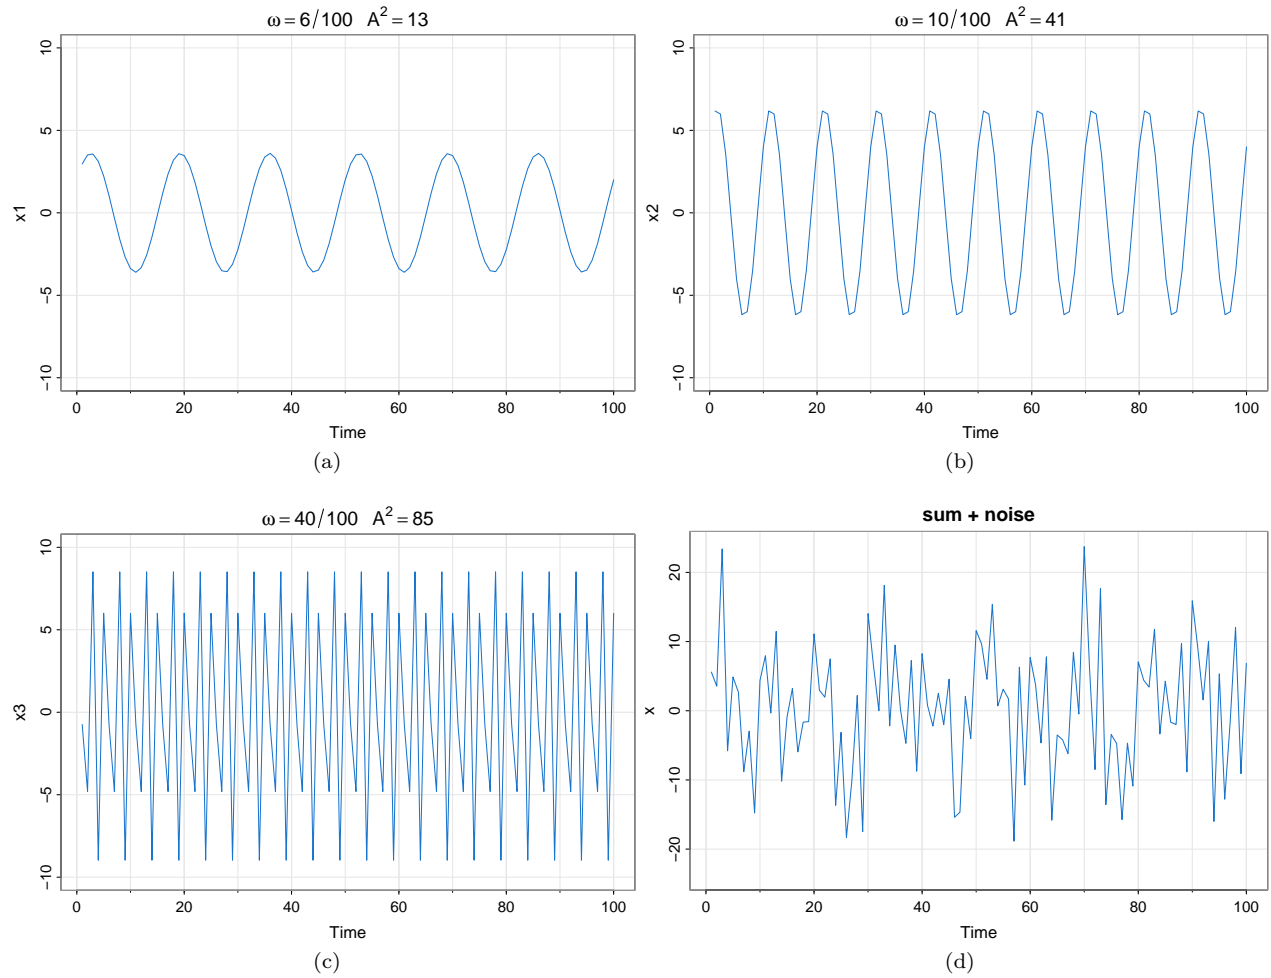 ω = 6/100 A² = 13
10
5
0
−5
−10
x1
0 20 40 60 80 100
Time
(a)
ω = 10/100 A² = 41
10
5
0
−5
−10
x2
0 20 40 60 80 100
Time
(b)
ω = 40/100 A² = 85
10
5
0
−5
−10
x3
0 20 40 60 80 100
Time
(c)
sum + noise
20
10
0
−10
−20
x
0 20 40 60 80 100
Time
(d)